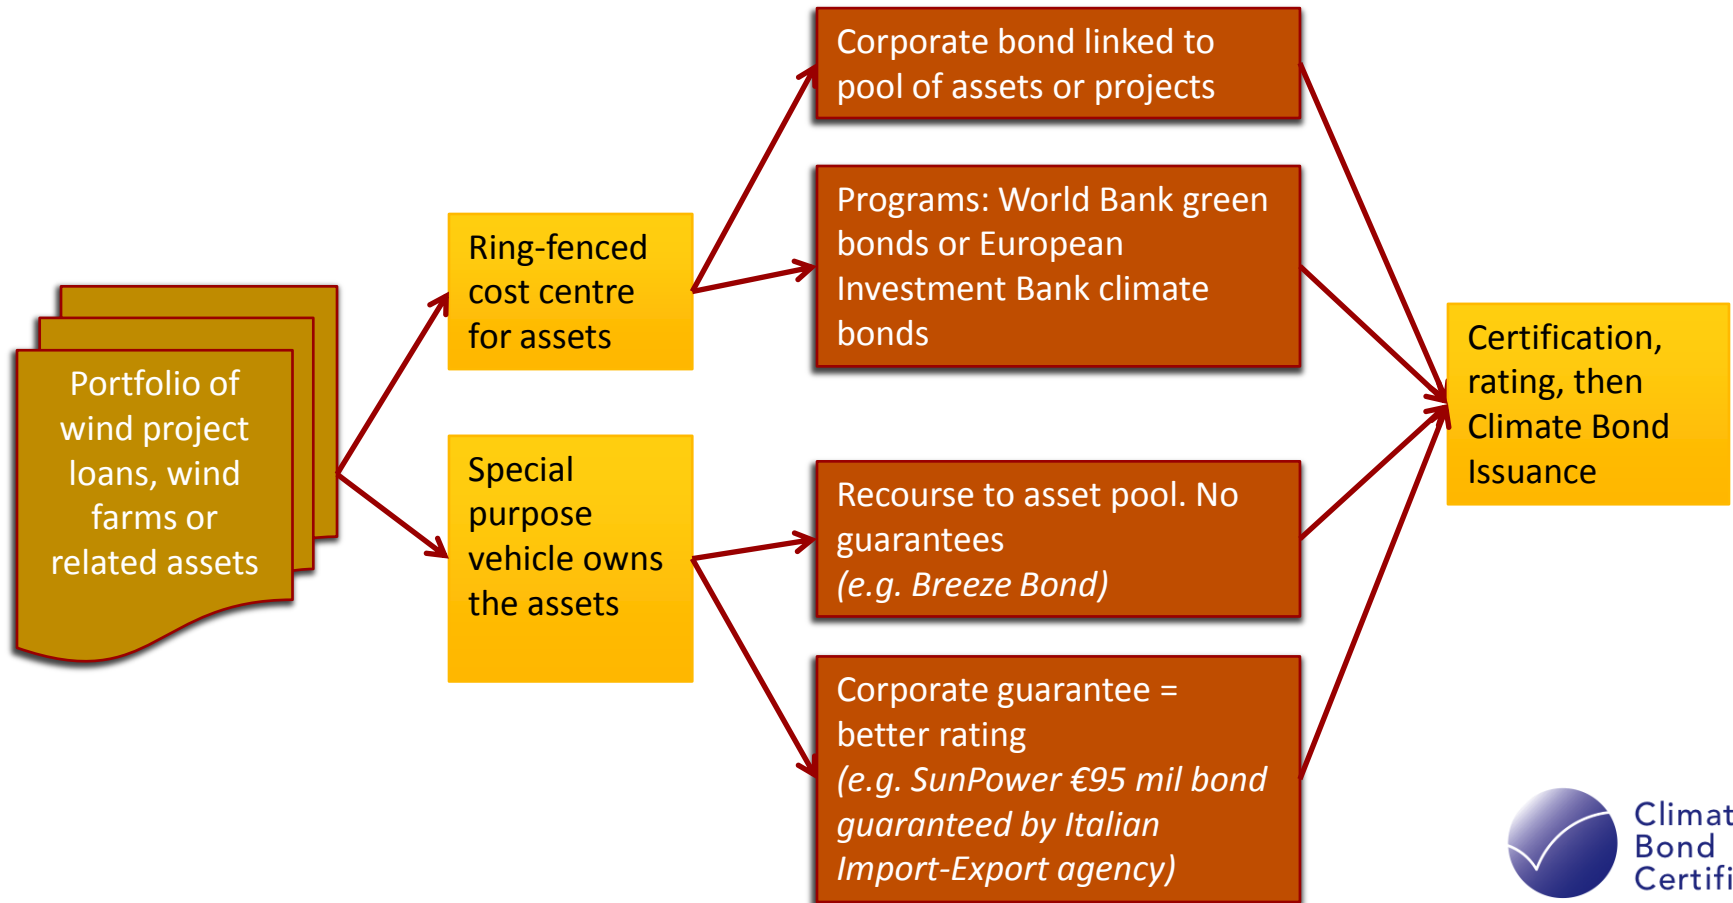 Portfolio of
wind project
loans, wind
farms or
related assets
Ring-fenced
cost centre
for assets
Special
purpose
vehicle owns
the assets
Corporate bond linked to
pool of assets or projects
Programs: World Bank green
bonds or European
Investment Bank climate
bonds
Recourse to asset pool. No
guarantees
(e.g. Breeze Bond)
Corporate guarantee =
better rating
(e.g. SunPower €95 mil bond
guaranteed by Italian
Import-Export agency)
Certification,
rating, then
Climate Bond
Issuance
Climat
Bond
Certifi